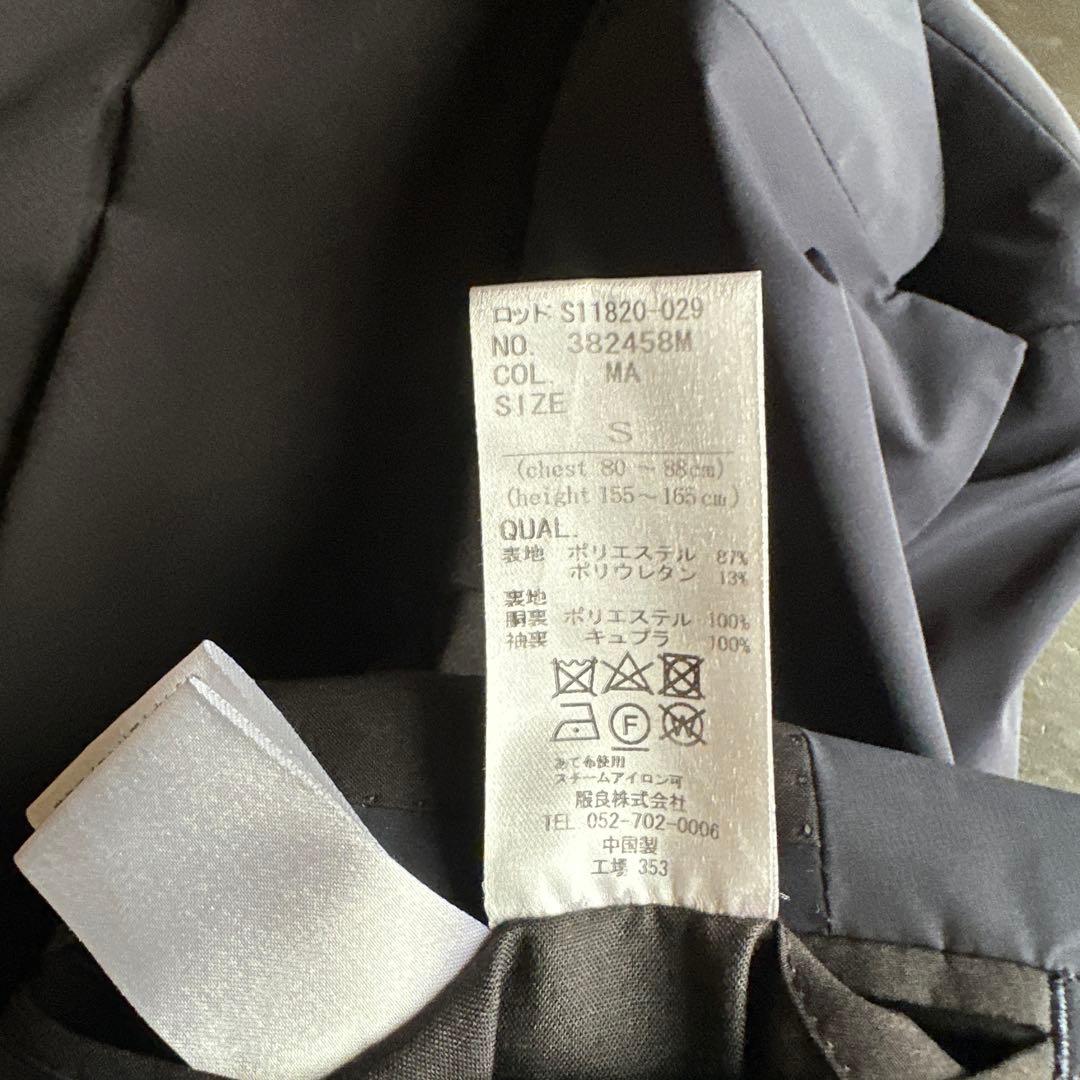 ロッド S11820-029
NO. 382458M
COL. MA
SIZE
S
(chest 80 ~ 88cm)
(height 155~165cm)
QUAL.
表地 ポリエステル 87%
ポリウレタン 13%
裏地
胴裏 ポリエステル 100%
袖裏 キュプラ 100%
F W
あて布使用
スチームアイロン可
服良株式会社
TEL 052-702-0006
中国製
工場 353